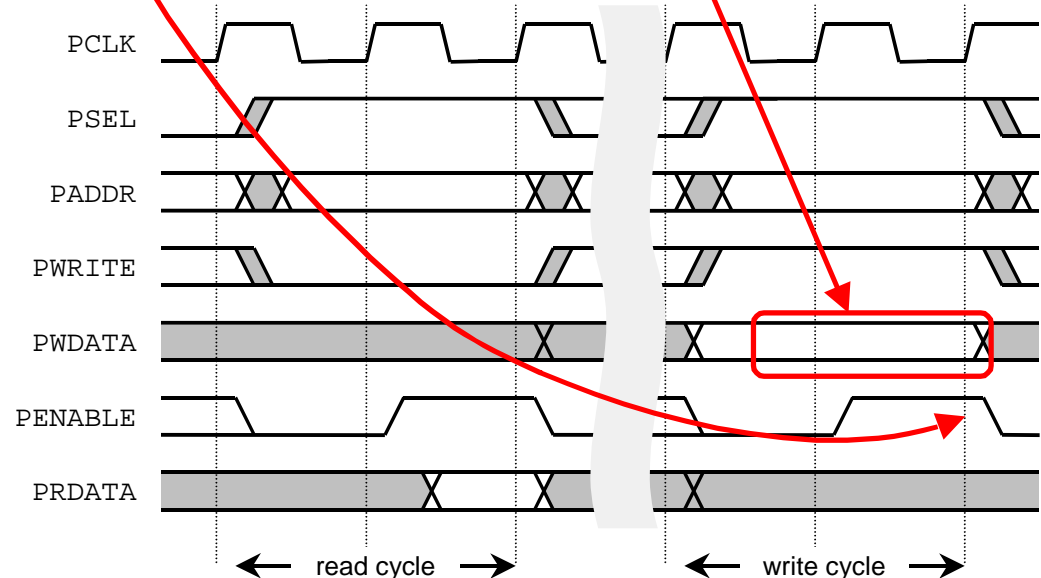 PCLK
PSEL
PADDR
PWRITE
PWDATA
PENABLE
PRDATA
read cycle write cycle